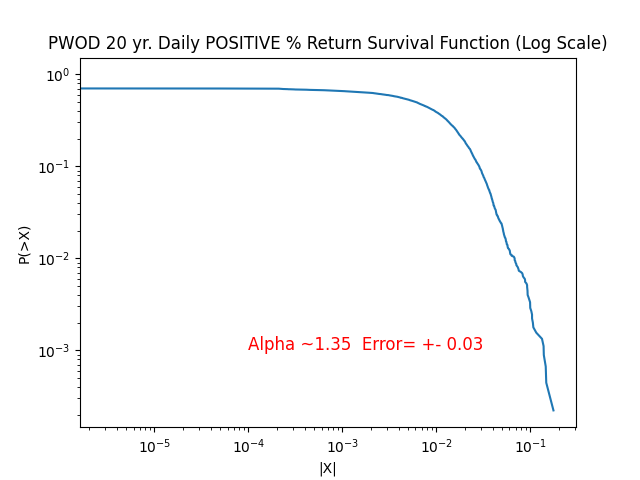 PWOD 20 yr. Daily POSITIVE % Return Survival Function (Log Scale)
10⁰
10⁻¹
10⁻²
10⁻³
P(>X)
Alpha ~1.35  Error= +- 0.03
10⁻⁵ 10⁻⁴ 10⁻³ 10⁻² 10⁻¹
|X|